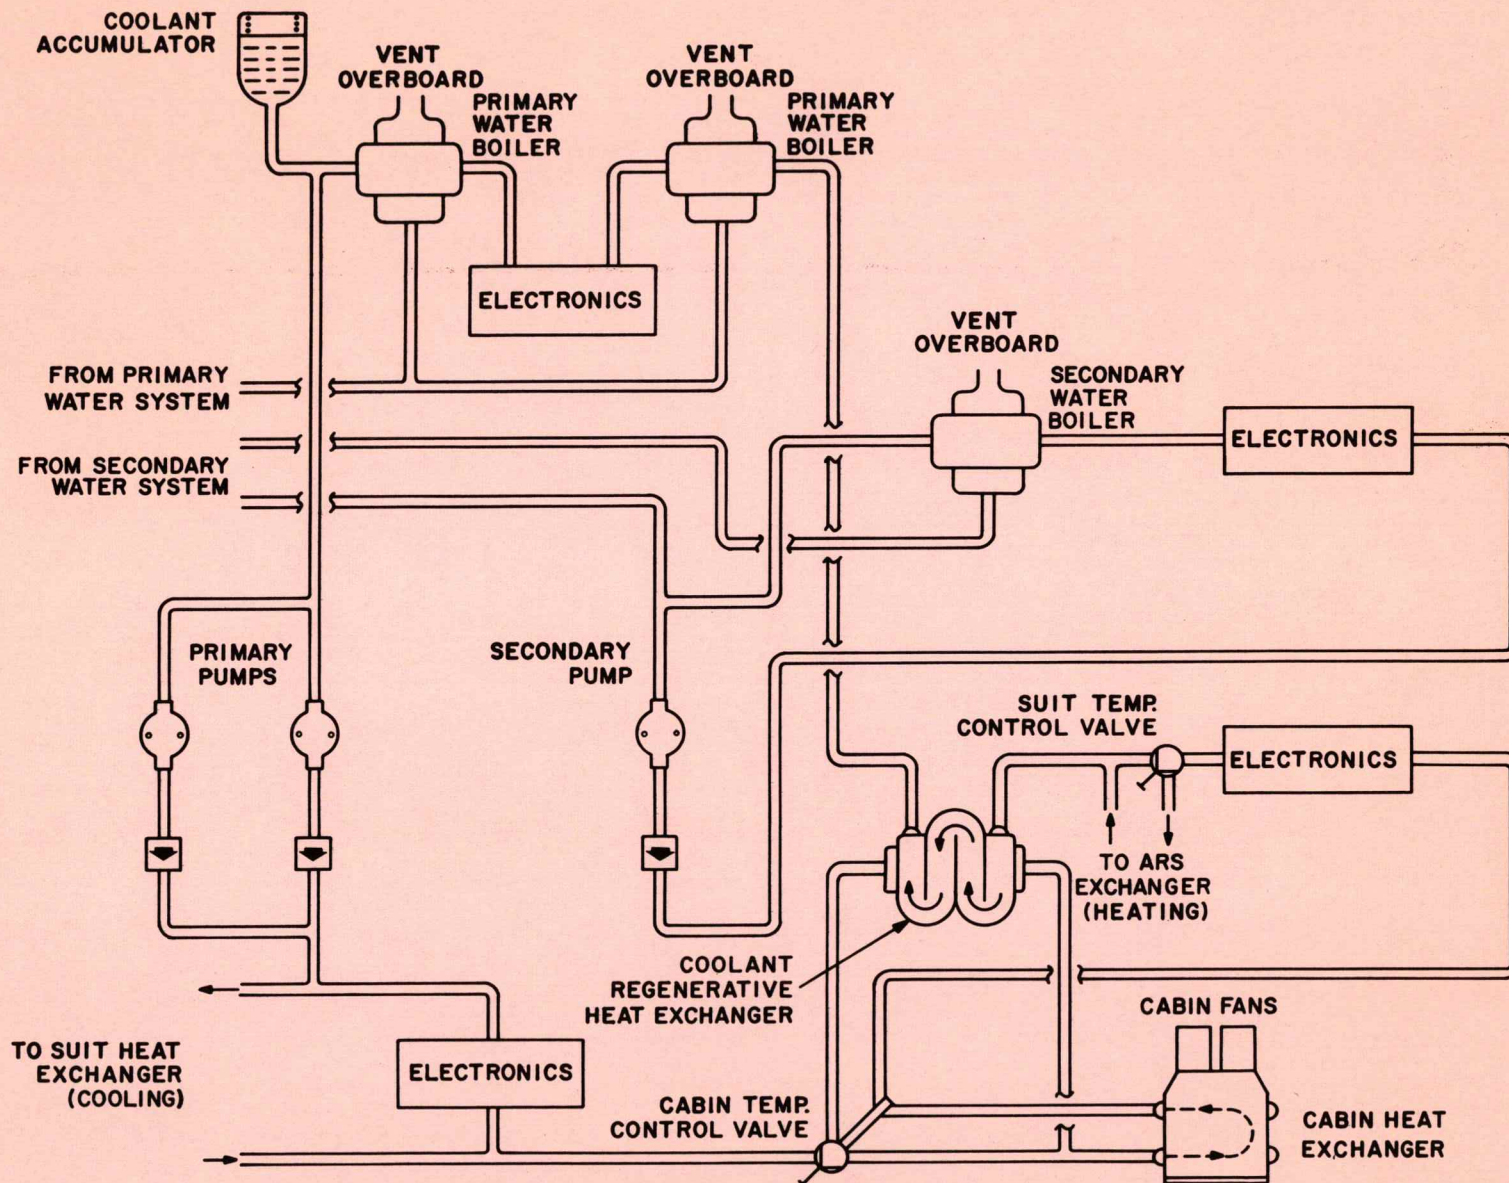 COOLANT
ACCUMULATOR
VENT
OVERBOARD
PRIMARY
WATER
BOILER
VENT
OVERBOARD
PRIMARY
WATER
BOILER
ELECTRONICS
VENT
OVERBOARD
SECONDARY
WATER
BOILER
ELECTRONICS
FROM PRIMARY
WATER SYSTEM
FROM SECONDARY
WATER SYSTEM
PRIMARY
PUMPS
SECONDARY
PUMP
SUIT TEMP.
CONTROL VALVE
ELECTRONICS
TO ARS
EXCHANGER
(HEATING)
COOLANT
REGENERATIVE
HEAT EXCHANGER
CABIN FANS
TO SUIT HEAT
EXCHANGER
(COOLING)
ELECTRONICS
CABIN TEMP.
CONTROL VALVE
CABIN HEAT
EXCHANGER